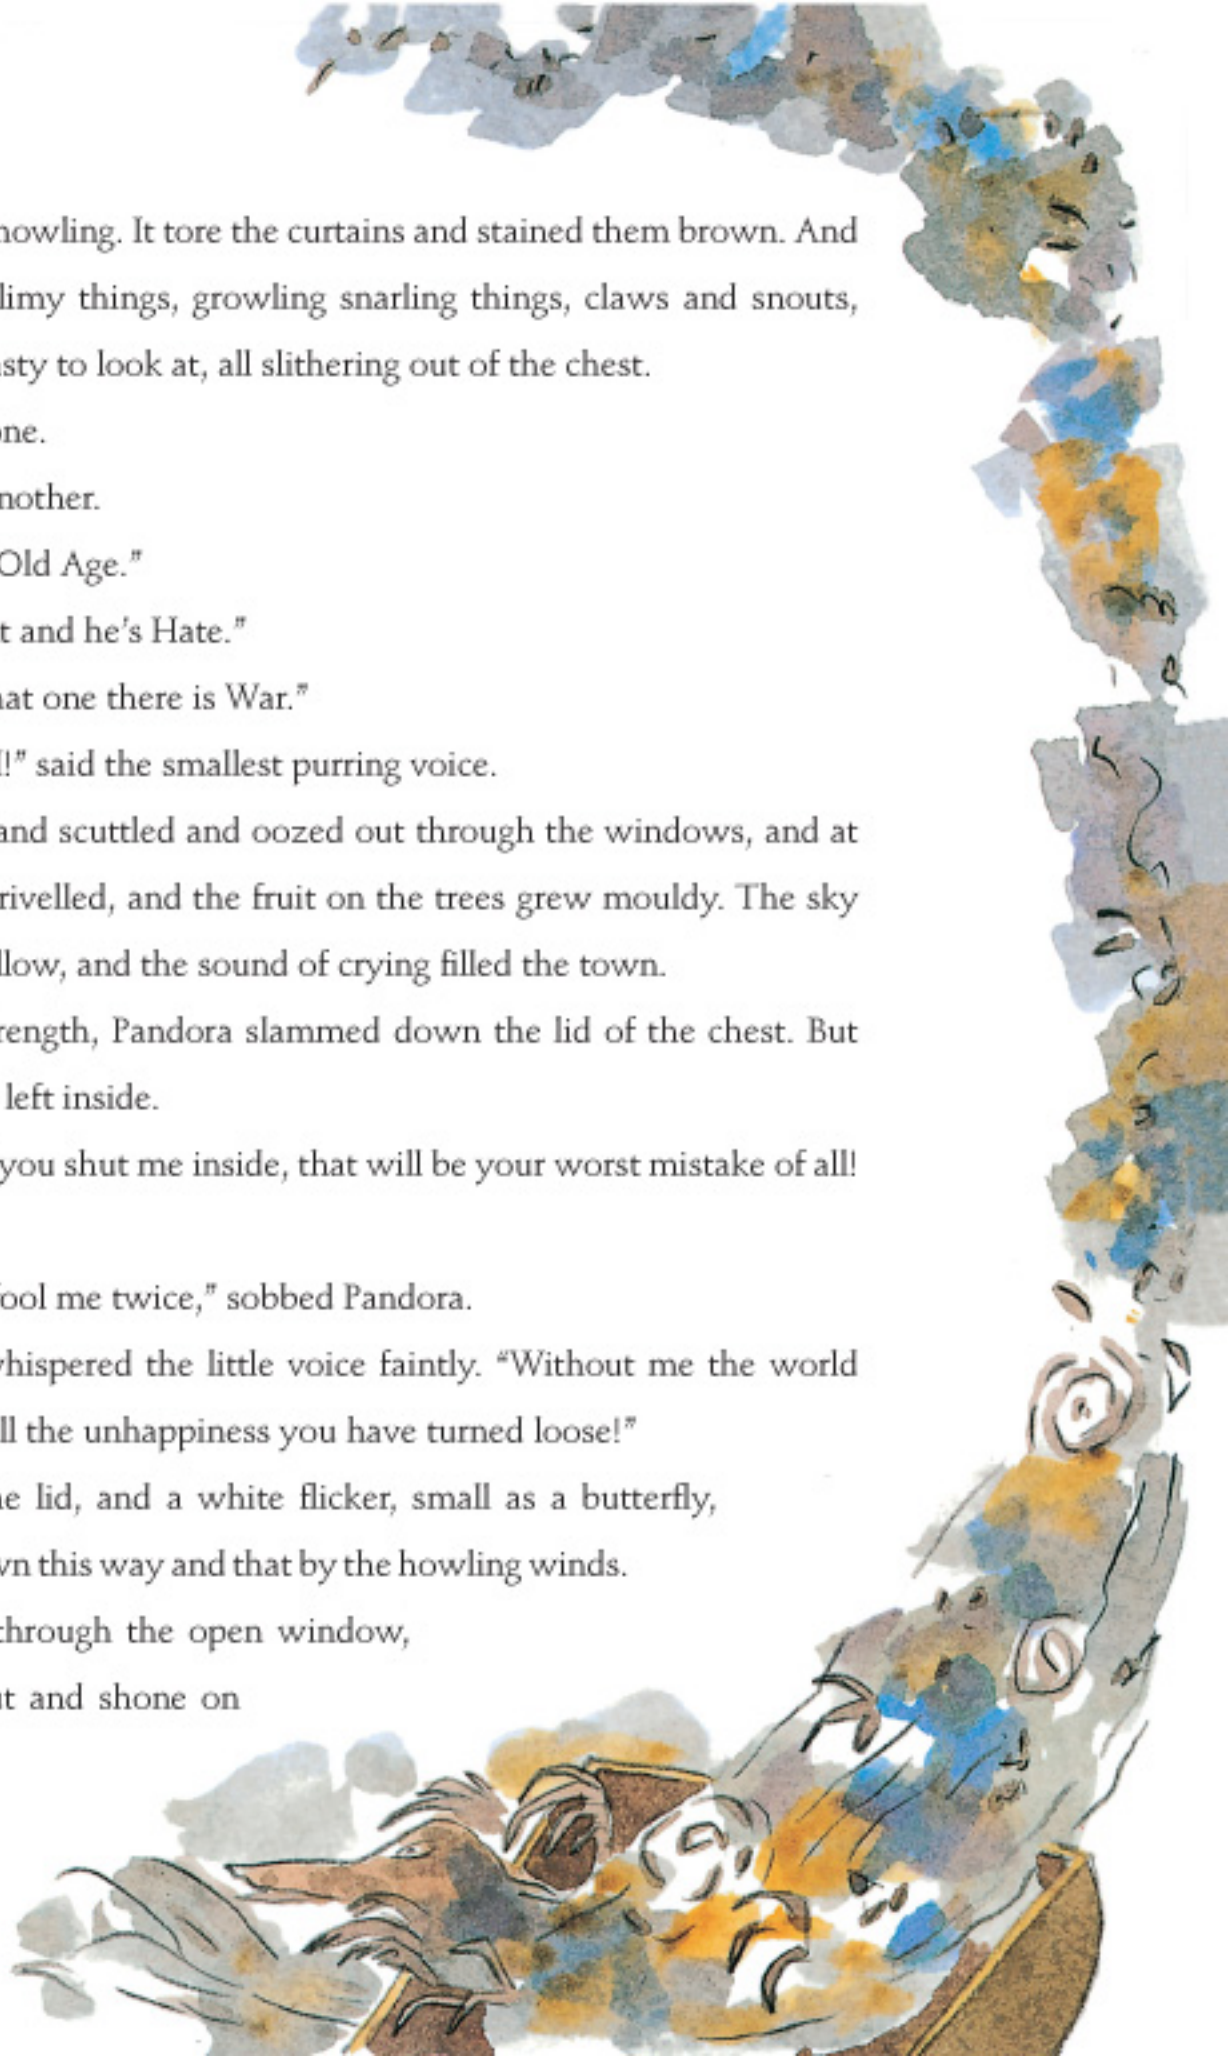 howling. It tore the curtains and stained them brown. And
limy things, growling snarling things, claws and snouts,
sty to look at, all slithering out of the chest.
one.
nother.
Old Age.”
t and he’s Hate.”
hat one there is War.”
!” said the smallest purring voice.
and scuttled and oozed out through the windows, and at
rivelled, and the fruit on the trees grew mouldy. The sky
llow, and the sound of crying filled the town.
rength, Pandora slammed down the lid of the chest. But
left inside.
you shut me inside, that will be your worst mistake of all!
ool me twice,” sobbed Pandora.
whispered the little voice faintly. “Without me the world
ll the unhappiness you have turned loose!”
he lid, and a white flicker, small as a butterfly,
wn this way and that by the howling winds.
through the open window,
t and shone on